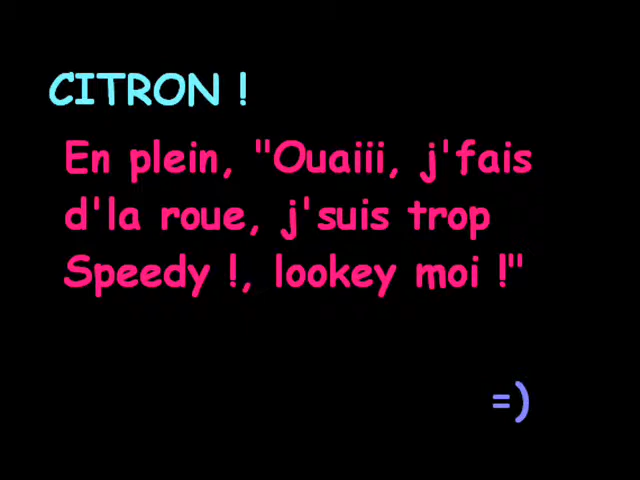 CITRON !
En plein, "Ouaiii, j'fais
d'la roue, j'suis trop
Speedy !, lookey moi !"
=)